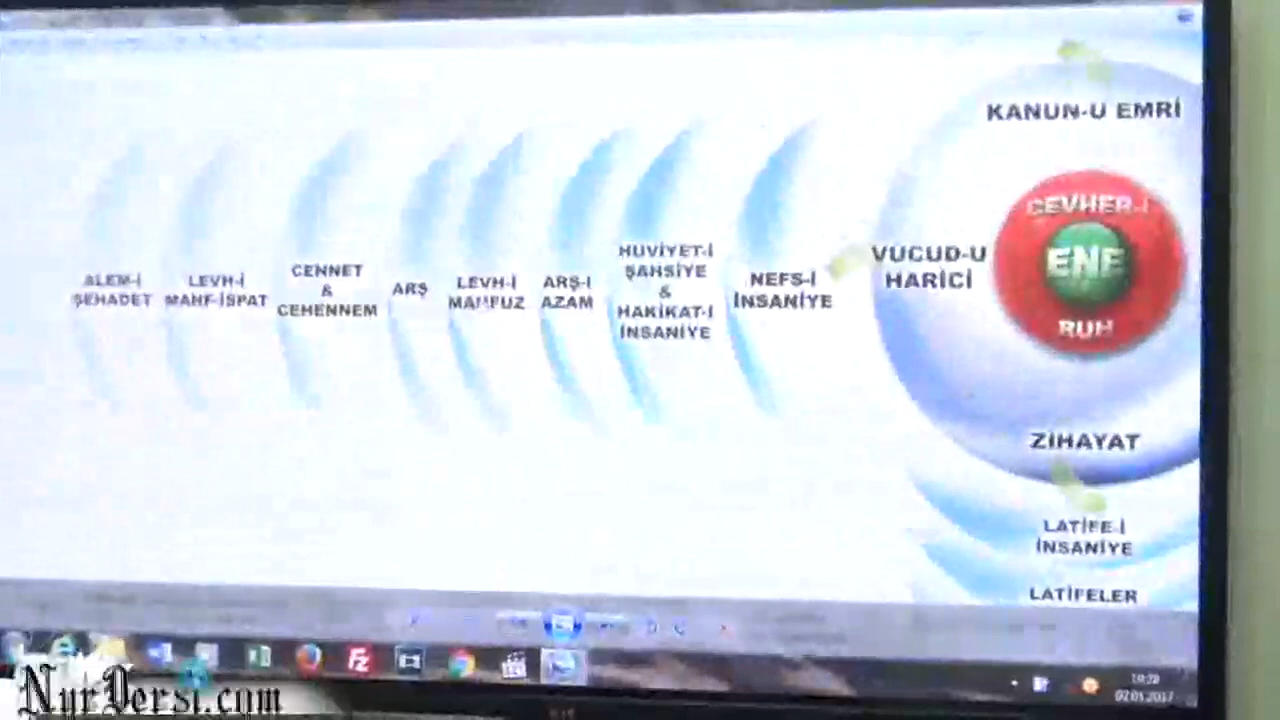 KANUN-U EMRİ
CEVHER-İ
ENE
RUH
VUCUD-U
HARİCİ
ZİHAYAT
LATİFE-İ
İNSANİYE
LATİFELER
NEFS-İ
İNSANİYE
HUVİYET-İ
ŞAHSİYE
&
HAKİKAT-İ
İNSANİYE
ARŞ-I
AZAM
LEVH-İ
MAHFUZ
ARŞ
CENNET
&
CEHENNEM
LEVH-İ
MAHF-İSPAT
ALEM-İ
ŞEHADET
NurDersi.com